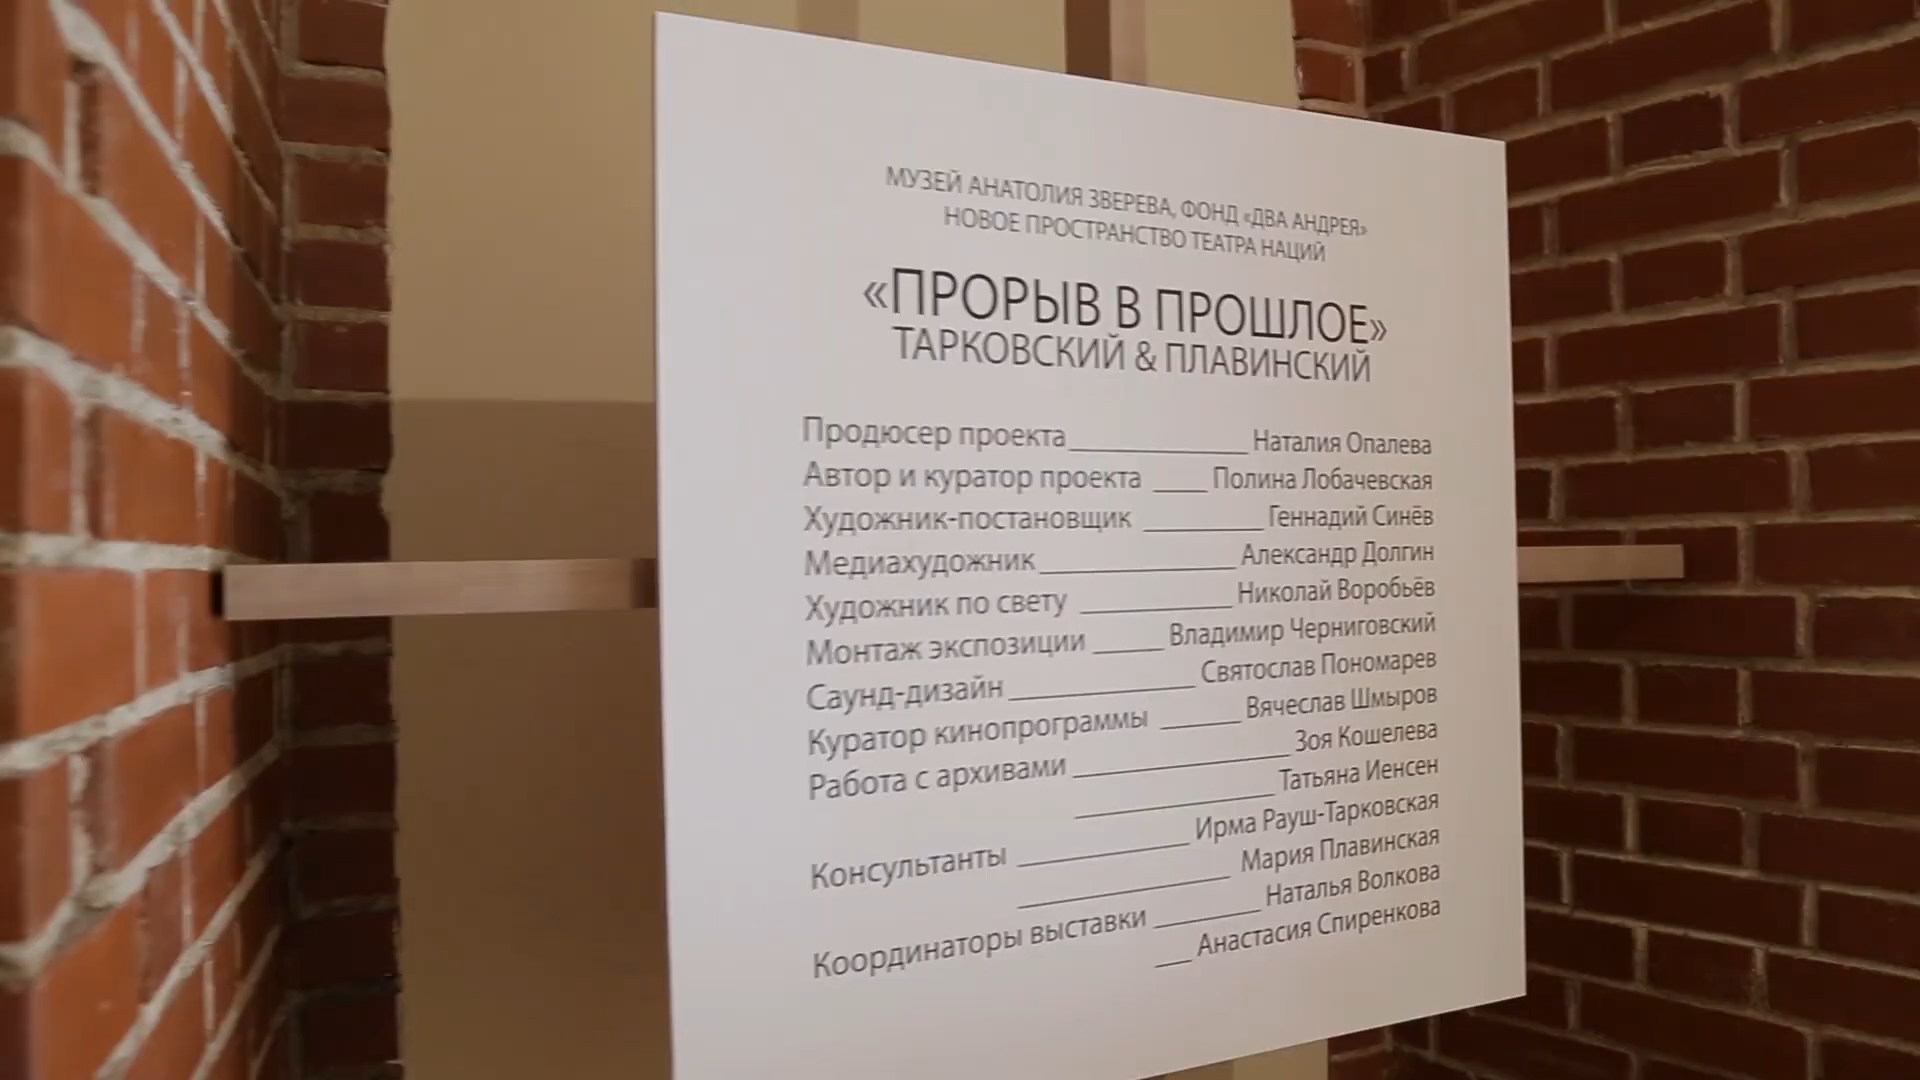 МУЗЕЙ АНАТОЛИЯ ЗВЕРЕВА, ФОНД «ДВА АНДРЕЯ»
НОВОЕ ПРОСТРАНСТВО ТЕАТРА НАЦИЙ
«ПРОРЫВ В ПРОШЛОЕ»
ТАРКОВСКИЙ & ПЛАВИНСКИЙ
Продюсер проекта Наталия Опалева
Автор и куратор проекта Полина Лобачевская
Художник-постановщик Геннадий Синёв
Медиахудожник Александр Долгин
Художник по свету Николай Воробьёв
Монтаж экспозиции Владимир Черниговский
Саунд-дизайн Святослав Пономарев
Куратор кинопрограммы Вячеслав Шмыров
Работа с архивами Зоя Кошелева
Татьяна Иенсен
Консультанты Ирма Рауш-Тарковская
Мария Плавинская
Координаторы выставки Наталья Волкова
Анастасия Спиренкова